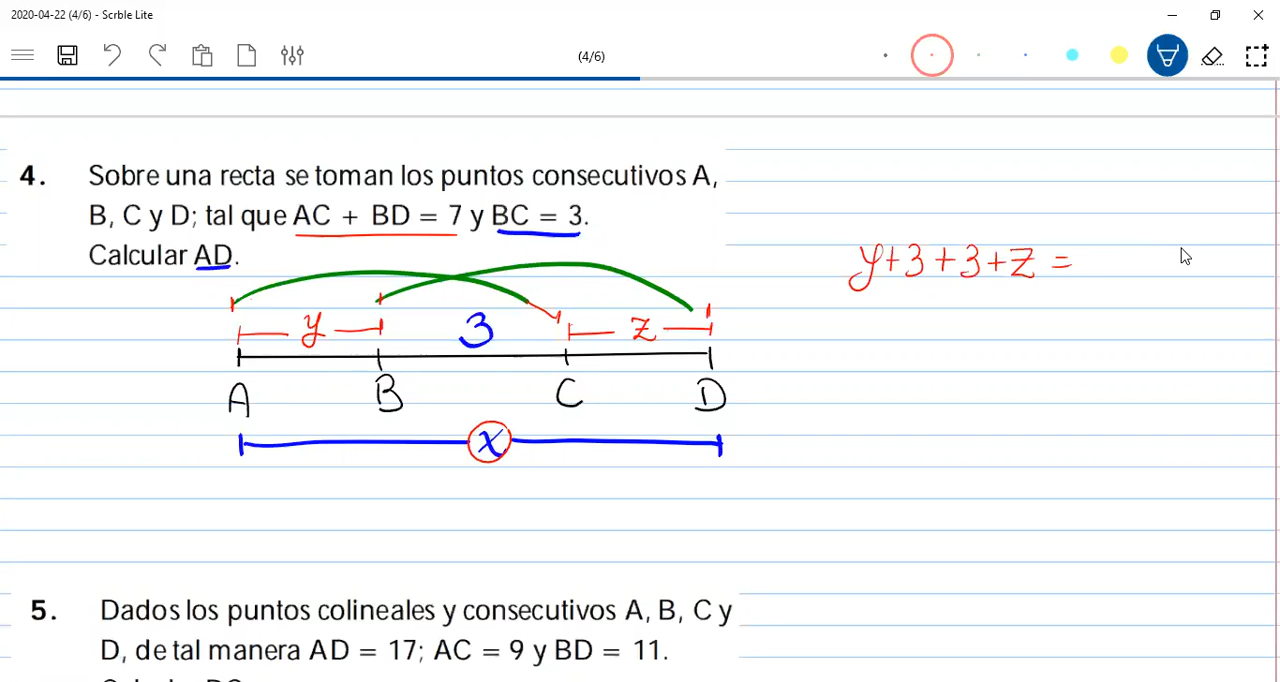 2020-04-22 (4/6) - Scrble Lite
(4/6)
4. Sobre una recta se toman los puntos consecutivos A,
B, C y D; tal que AC + BD = 7 y BC = 3.
Calcular AD.
y+3+3+z =
y 3 z
A B C D
x
5. Dados los puntos colineales y consecutivos A, B, C y
D, de tal manera AD = 17; AC = 9 y BD = 11.